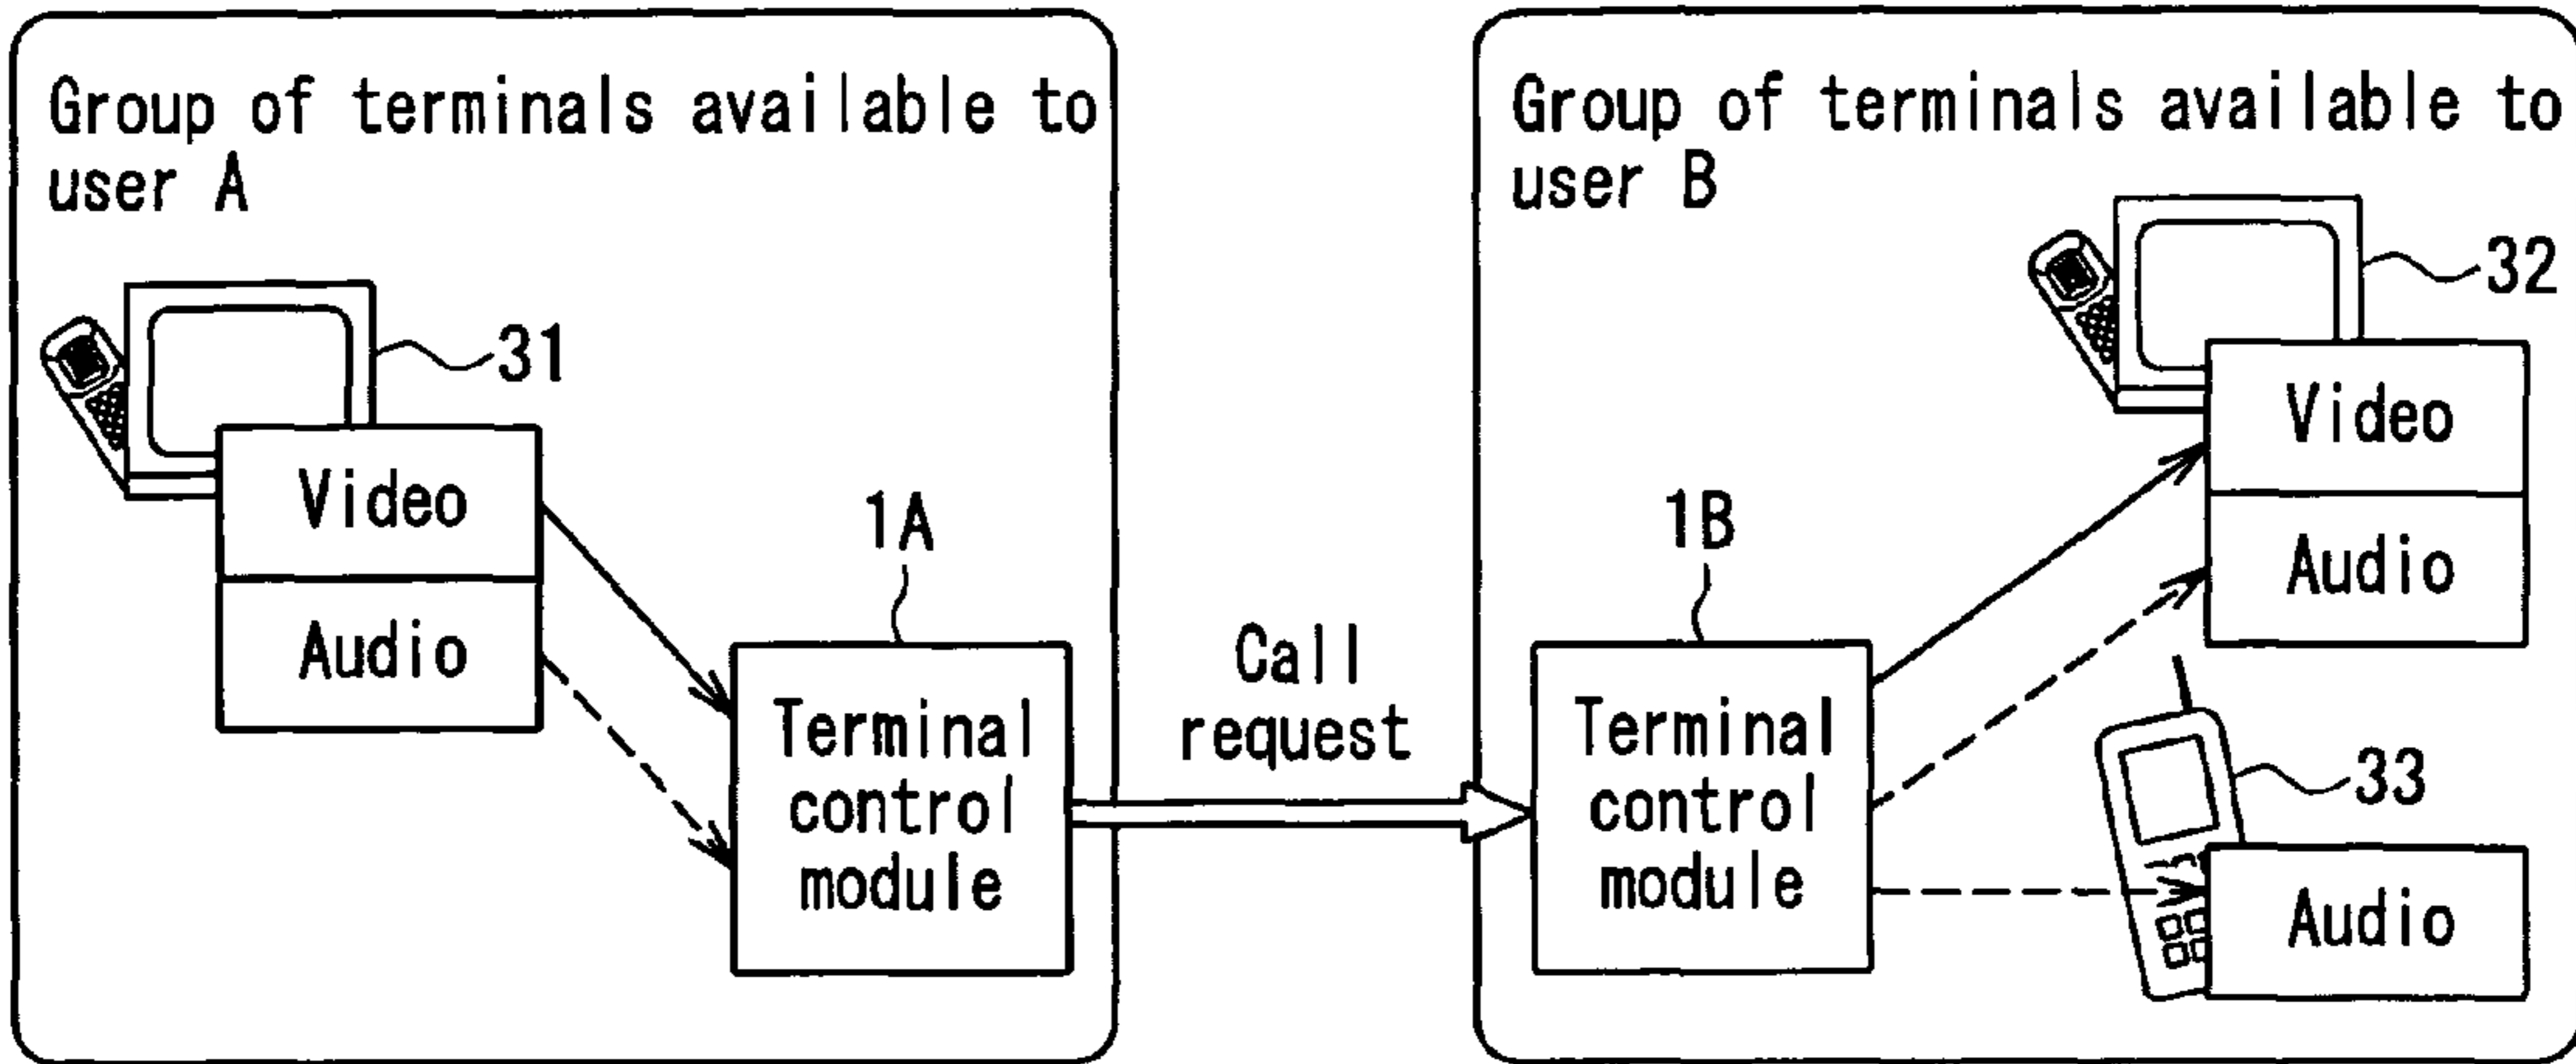 Group of terminals available to
user A
31
Video
Audio
1A
Terminal
control
module
Call
request
Group of terminals available to
user B
32
Video
Audio
1B
Terminal
control
module
33
Audio